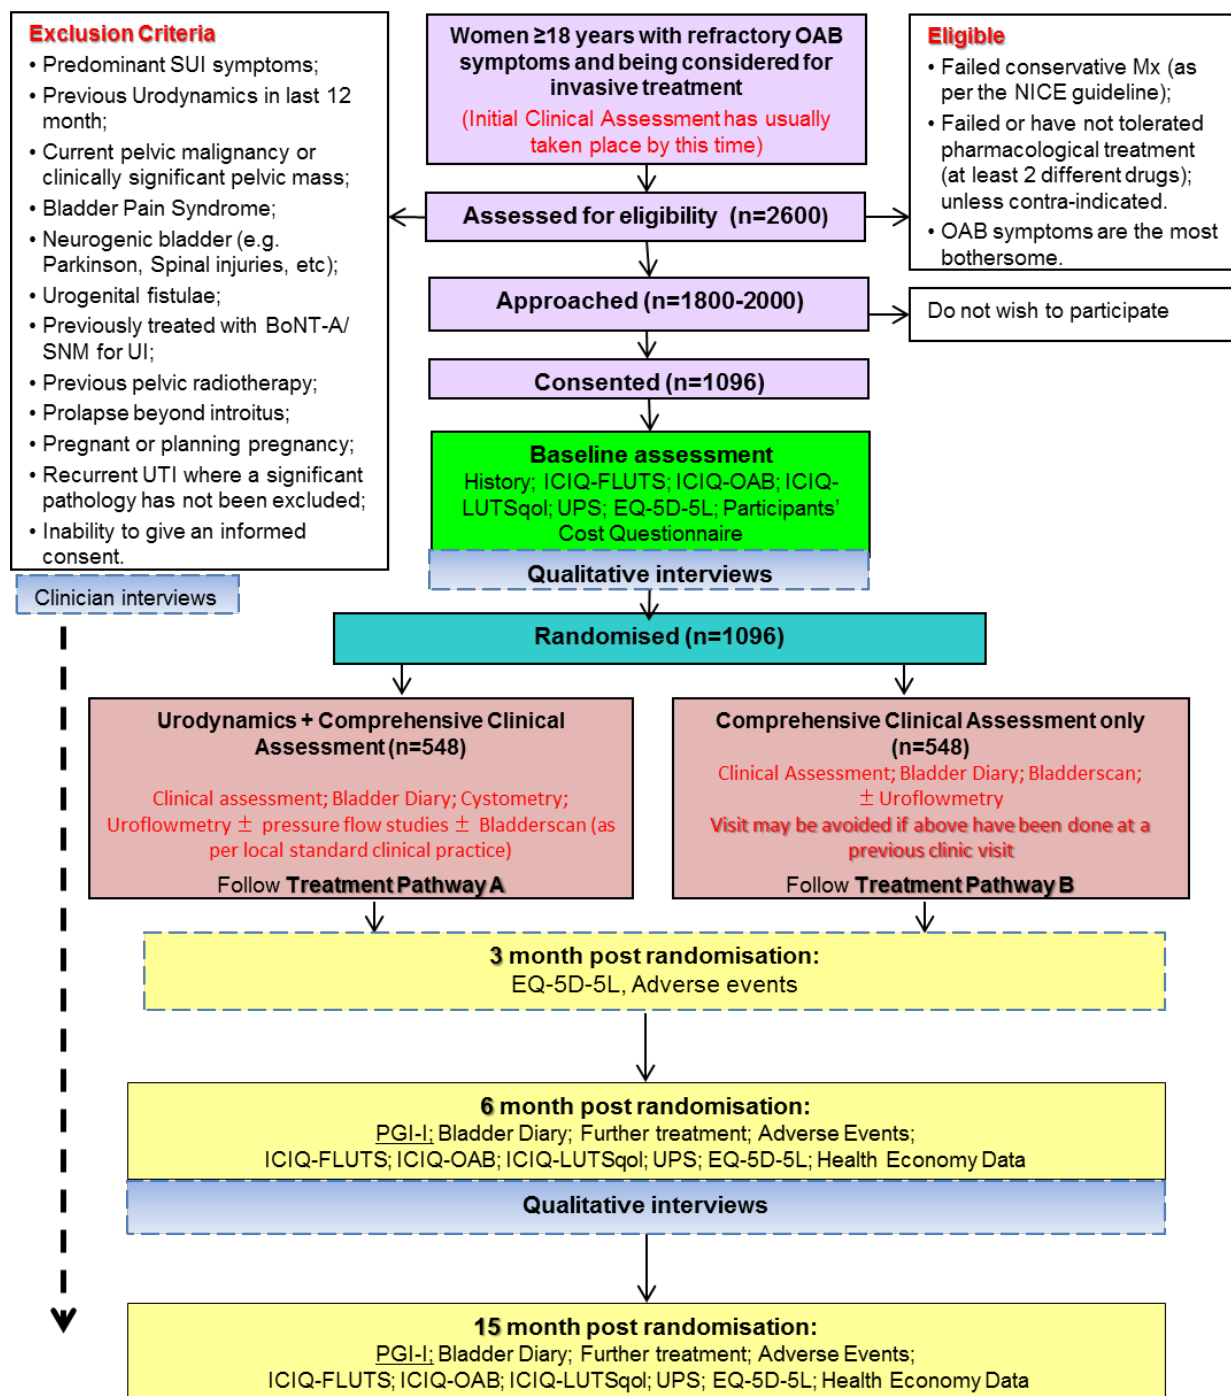 Exclusion Criteria
• Predominant SUI symptoms;
• Previous Urodynamics in last 12
month;
• Current pelvic malignancy or
clinically significant pelvic mass;
• Bladder Pain Syndrome;
• Neurogenic bladder (e.g.
Parkinson, Spinal injuries, etc);
• Urogenital fistulae;
• Previously treated with BoNT-A/
SNM for UI;
• Previous pelvic radiotherapy;
• Prolapse beyond introitus;
• Pregnant or planning pregnancy;
• Recurrent UTI where a significant
pathology has not been excluded;
• Inability to give an informed
consent.
Clinician interviews
Women ≥18 years with refractory OAB
symptoms and being considered for
invasive treatment
(Initial Clinical Assessment has usually
taken place by this time)
Eligible
• Failed conservative Mx (as
per the NICE guideline);
• Failed or have not tolerated
pharmacological treatment
(at least 2 different drugs);
unless contra-indicated.
• OAB symptoms are the most
bothersome.
Assessed for eligibility (n=2600)
Approached (n=1800-2000)
Do not wish to participate
Consented (n=1096)
Baseline assessment
History; ICIQ-FLUTS; ICIQ-OAB; ICIQ-
LUTSqol; UPS; EQ-5D-5L; Participants'
Cost Questionnaire
Qualitative interviews
Randomised (n=1096)
Urodynamics + Comprehensive Clinical
Assessment (n=548)
Clinical assessment; Bladder Diary; Cystometry;
Uroflowmetry ± pressure flow studies ± Bladderscan (as
per local standard clinical practice)
Follow Treatment Pathway A
Comprehensive Clinical Assessment only
(n=548)
Clinical Assessment; Bladder Diary; Bladderscan;
± Uroflowmetry
Visit may be avoided if above have been done at a
previous clinic visit
Follow Treatment Pathway B
3 month post randomisation:
EQ-5D-5L, Adverse events
6 month post randomisation:
PGI-I; Bladder Diary; Further treatment; Adverse Events;
ICIQ-FLUTS; ICIQ-OAB; ICIQ-LUTSqol; UPS; EQ-5D-5L; Health Economy Data
Qualitative interviews
15 month post randomisation:
PGI-I; Bladder Diary; Further treatment; Adverse Events;
ICIQ-FLUTS; ICIQ-OAB; ICIQ-LUTSqol; UPS; EQ-5D-5L; Health Economy Data